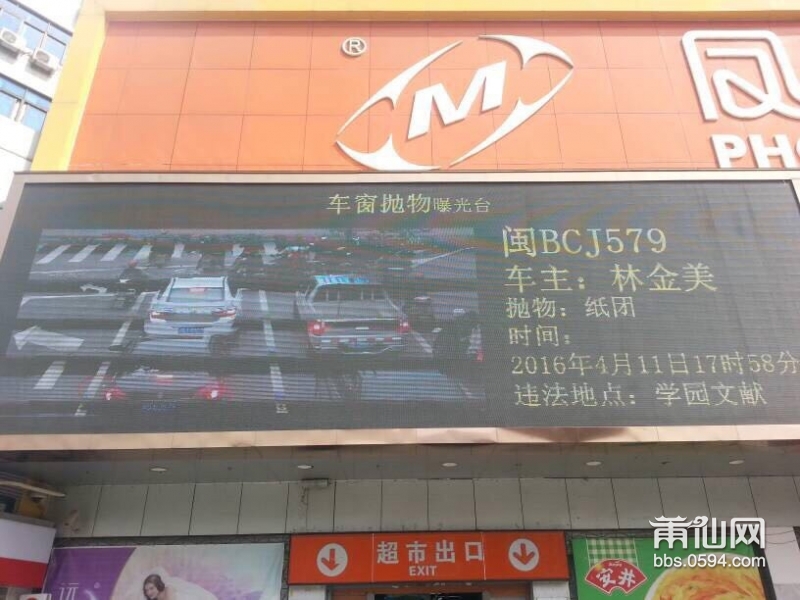 ®
M
PH
车窗抛物曝光台
闽BCJ579
车主：林金美
抛物：纸团
时间：
2016年4月11日17时58分
违法地点：学园文献
超市出口
EXIT
安井
莆仙网
bbs.0594.com